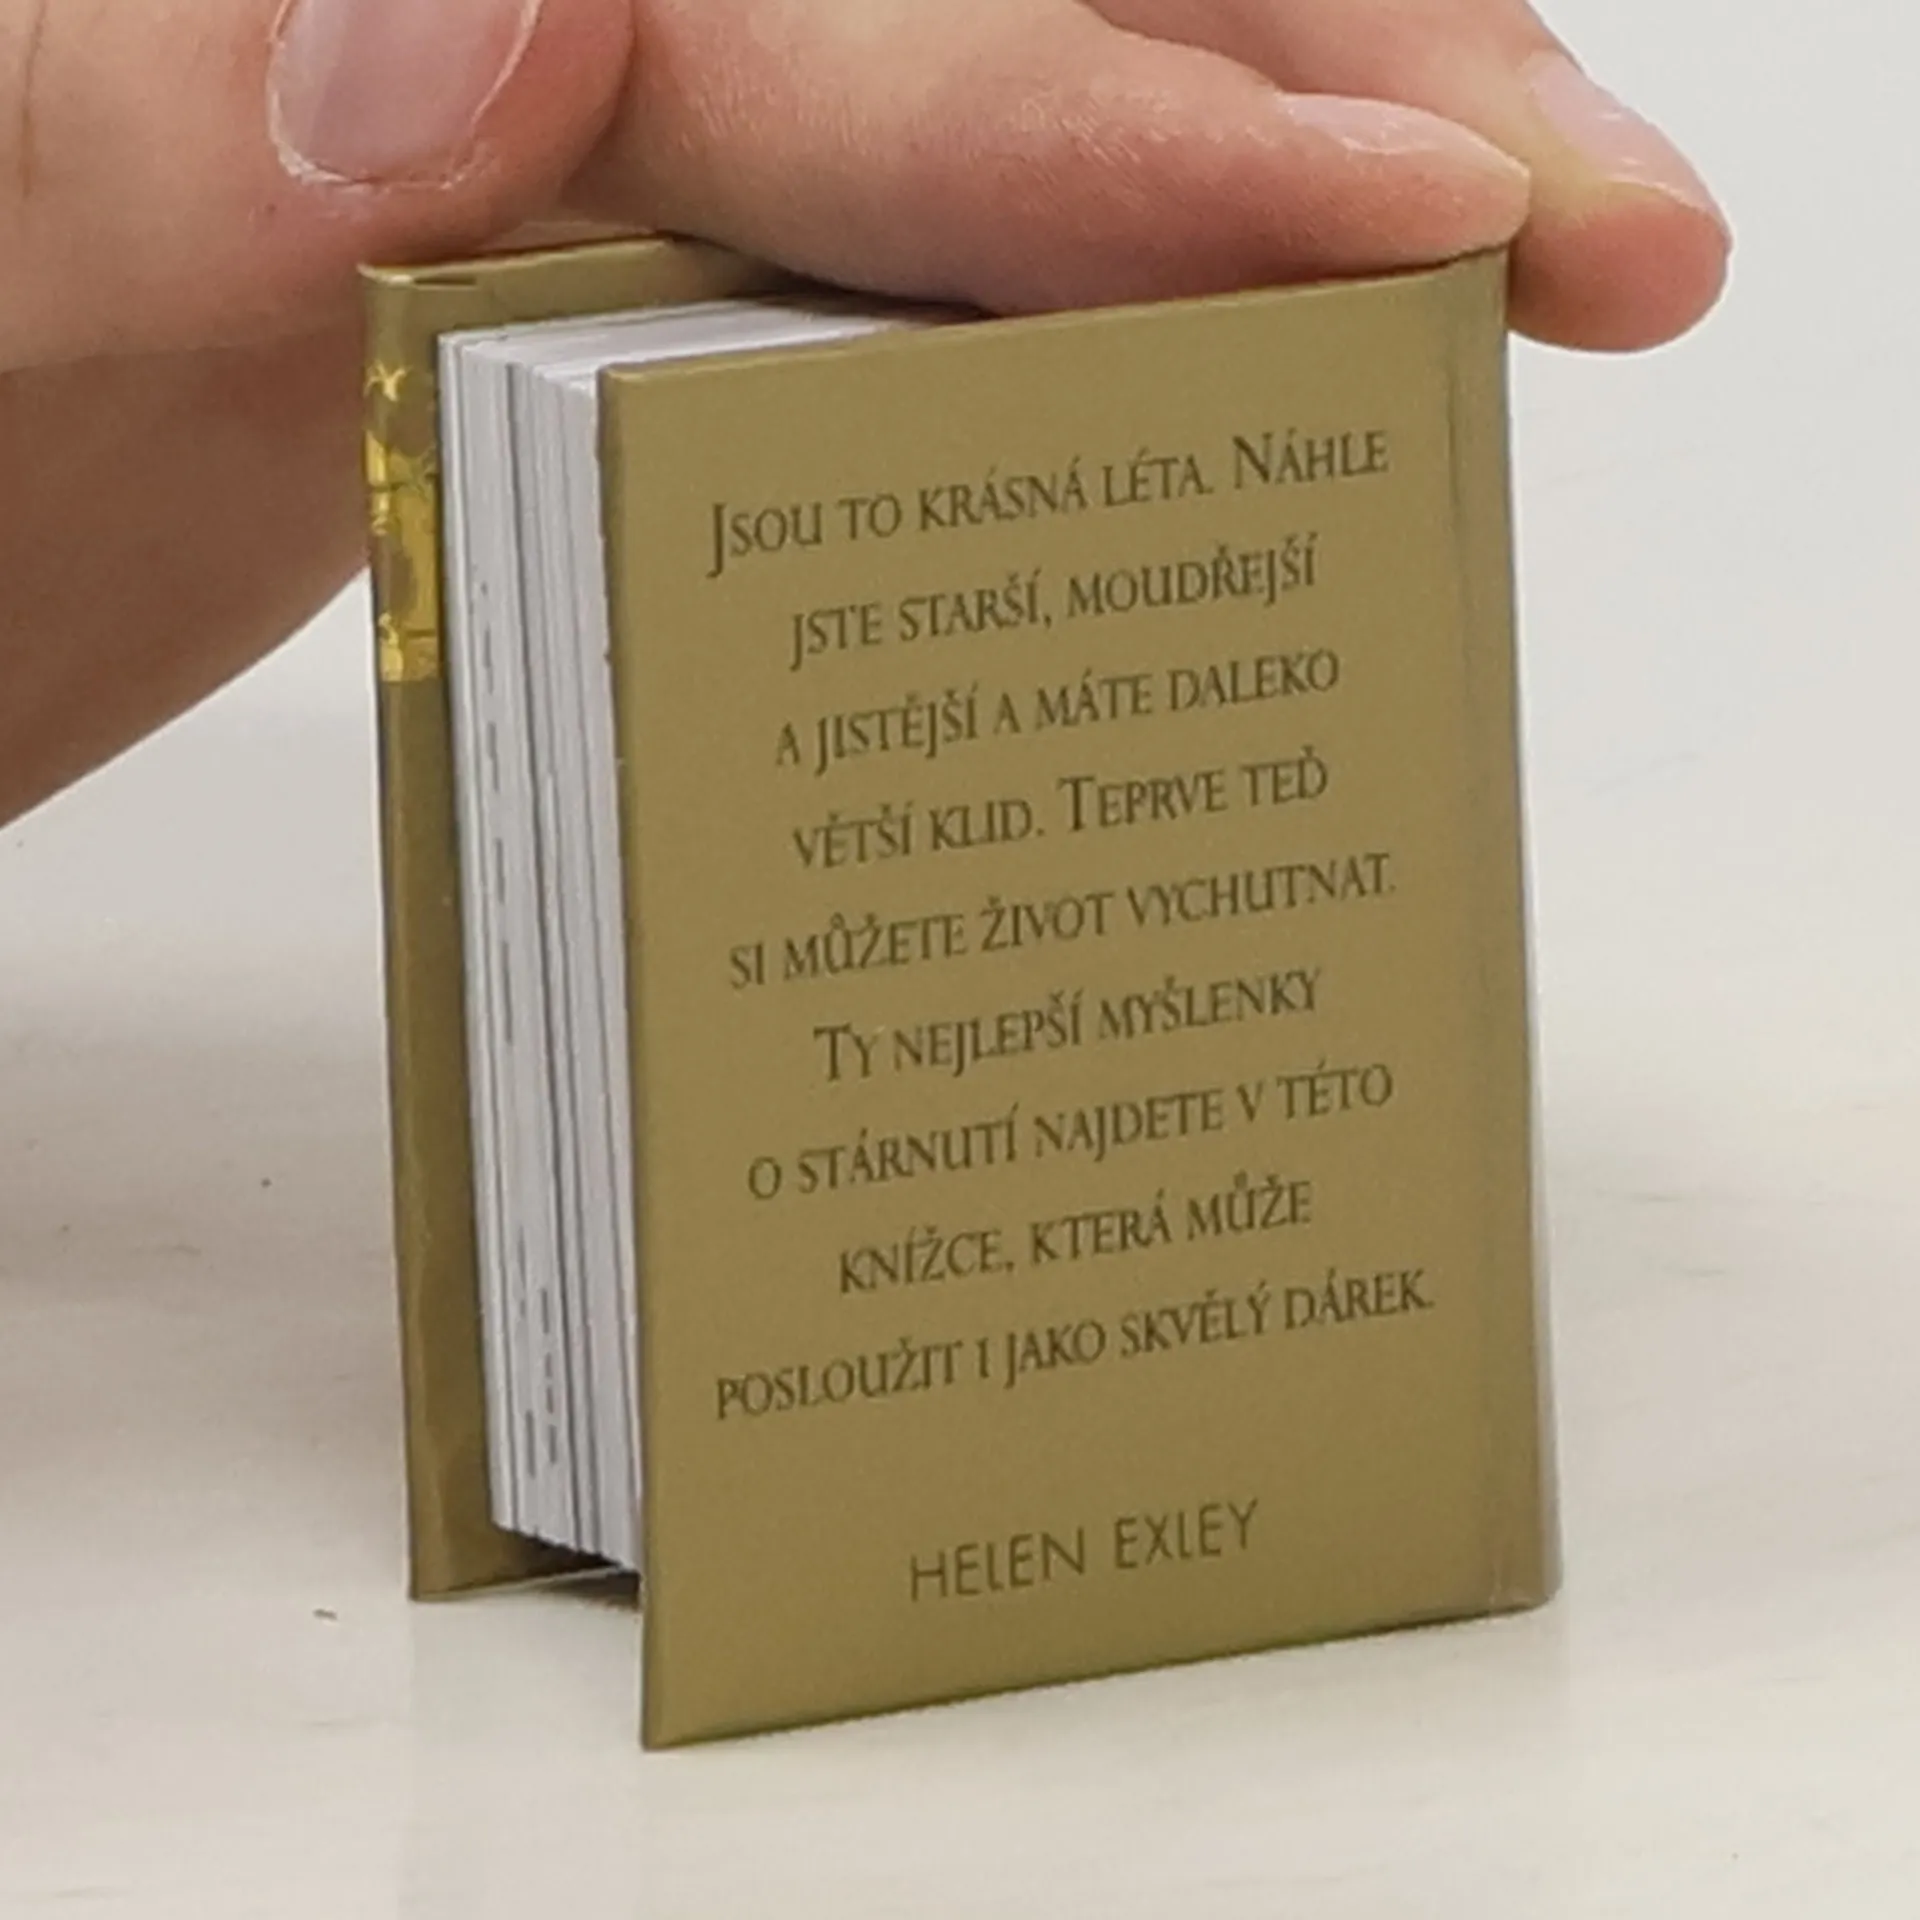 Jsou to krásná léta. Náhle
jste starší, moudřejší
a jistější a máte daleko
větší klid. Teprve teď
si můžete život vychutnat.
Ty nejlepší myšlenky
o stárnutí najdete v této
knížce, která může
posloužit i jako skvělý dárek.
HELEN EXLEY